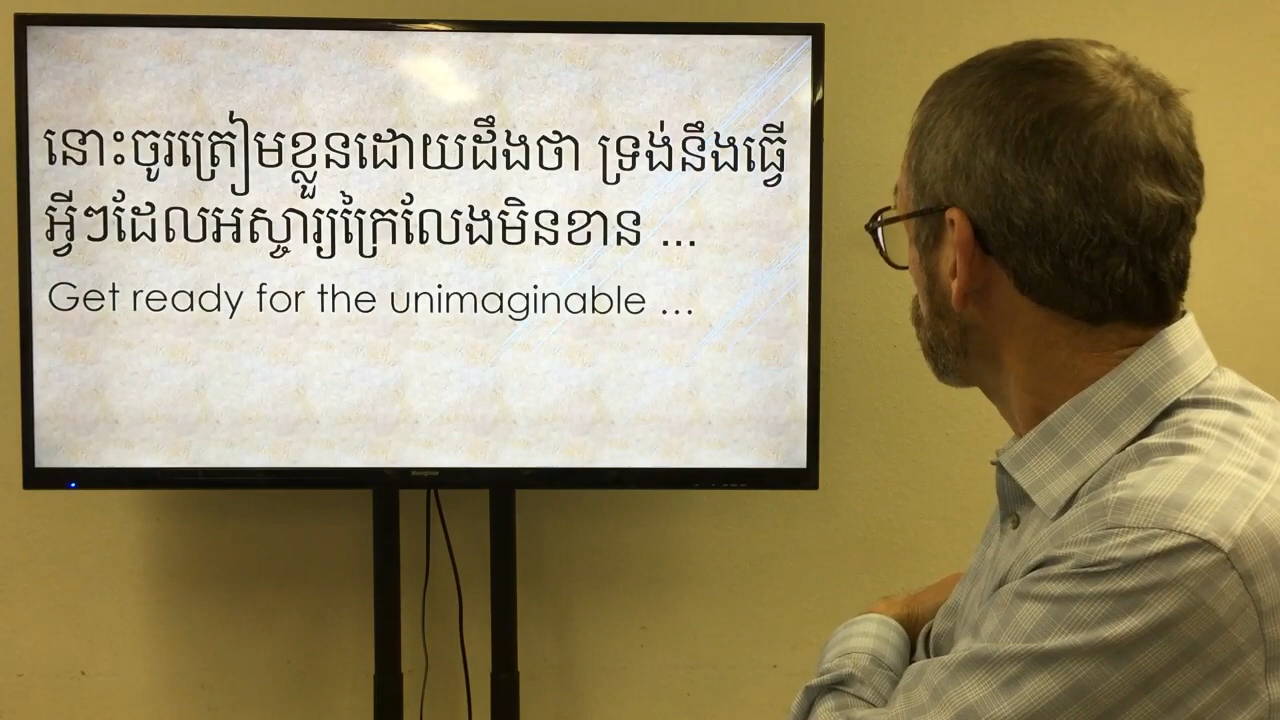 នោះចូរត្រៀមខ្លួនដោយដឹងថា ទ្រង់នឹងធ្វើ
អ្វីៗដែលអស្ចារ្យក្រៃលែងមិនខាន ...
Get ready for the unimaginable ...